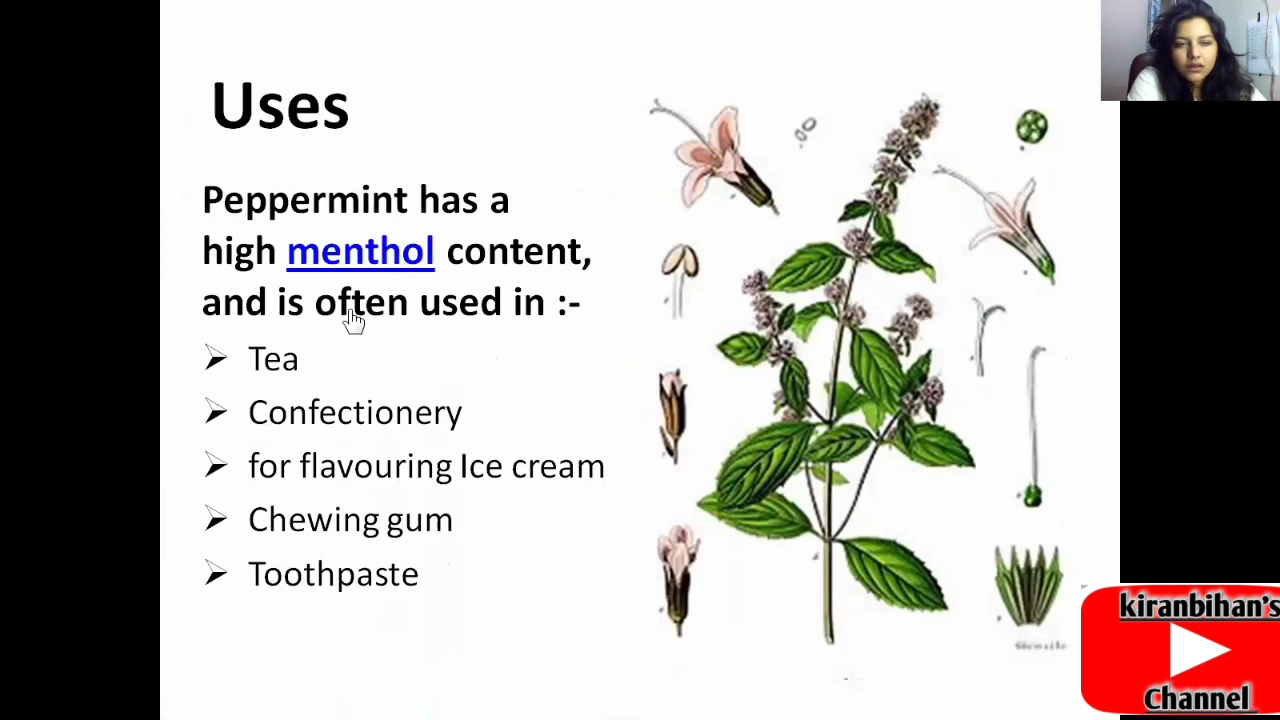 Uses
Peppermint has a
high menthol content,
and is often used in :-
Tea
Confectionery
for flavouring Ice cream
Chewing gum
Toothpaste
kiranbihan's
Channel